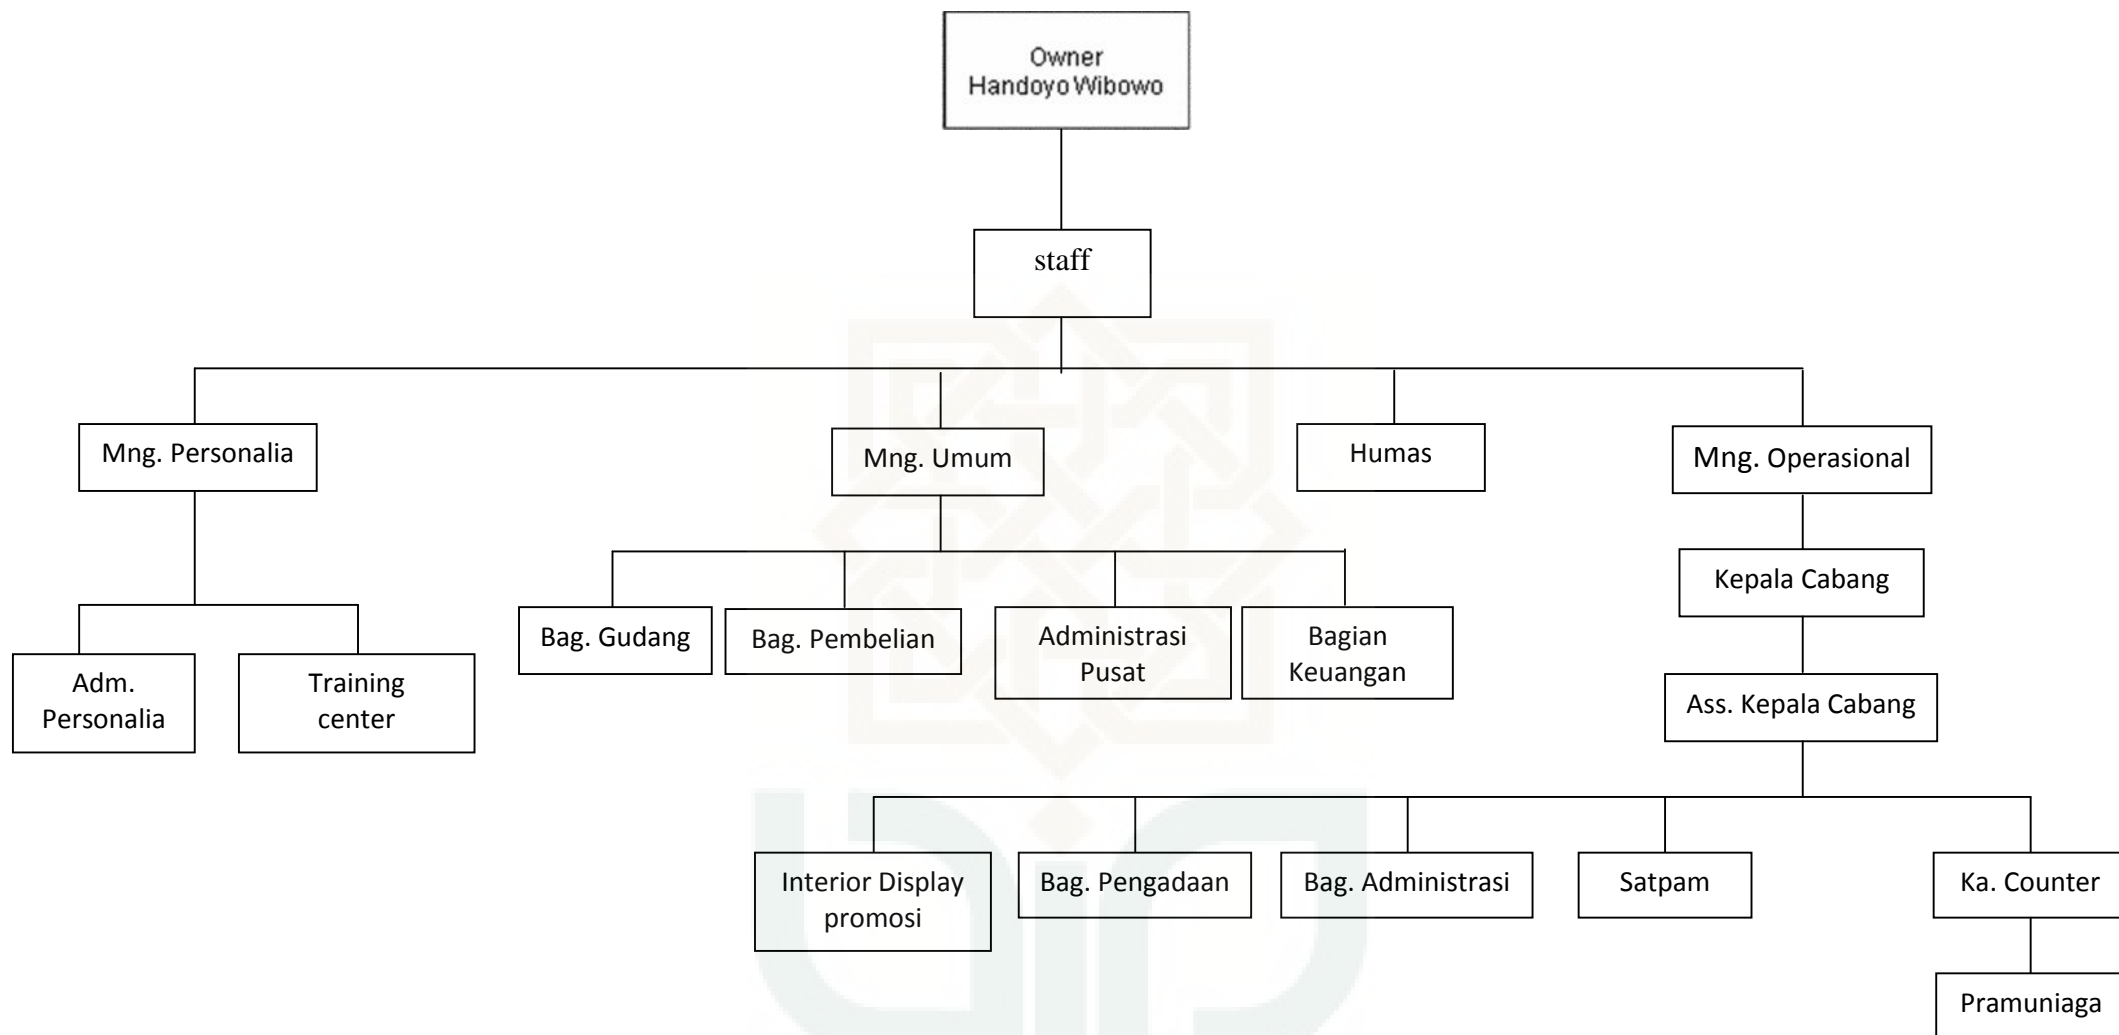 Owner
Handoyo Wibowo
staff
Mng. Personalia
Mng. Umum
Humas
Mng. Operasional
Kepala Cabang
Bag. Gudang
Bag. Pembelian
Administrasi
Pusat
Bagian
Keuangan
Adm.
Personalia
Training
center
Ass. Kepala Cabang
Interior Display
promosi
Bag. Pengadaan
Bag. Administrasi
Satpam
Ka. Counter
Pramuniaga